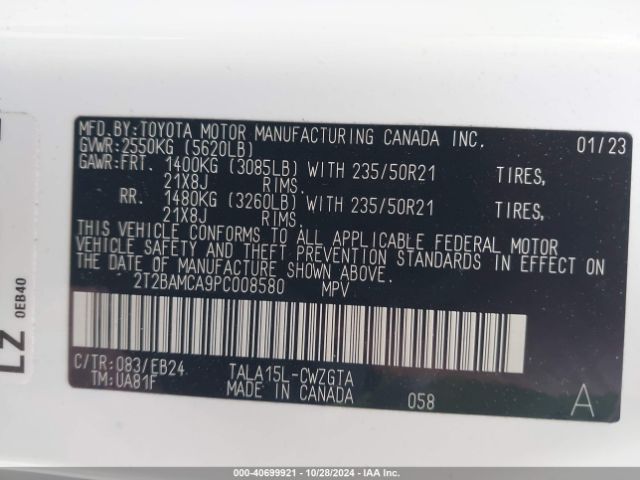 MFD.BY:TOYOTA MOTOR MANUFACTURING CANADA INC. 01/23
GVWR:2550KG (5620LB)
GAWR:FRT. 1400KG (3085LB) WITH 235/50R21 TIRES,
21X8J RIMS.
RR. 1480KG (3260LB) WITH 235/50R21 TIRES,
21X8J RIMS.
THIS VEHICLE CONFORMS TO ALL APPLICABLE FEDERAL MOTOR
VEHICLE SAFETY AND THEFT PREVENTION STANDARDS IN EFFECT ON
THE DATE OF MANUFACTURE SHOWN ABOVE.
2T2BAMCA9PC008580 MPV
C/TR:083/EB24 TALA15L-CWZGTA
TM:UA81F MADE IN CANADA 058 A
LZ 0EB40
000-40699921 | 10/28/2024 | IAA Inc.